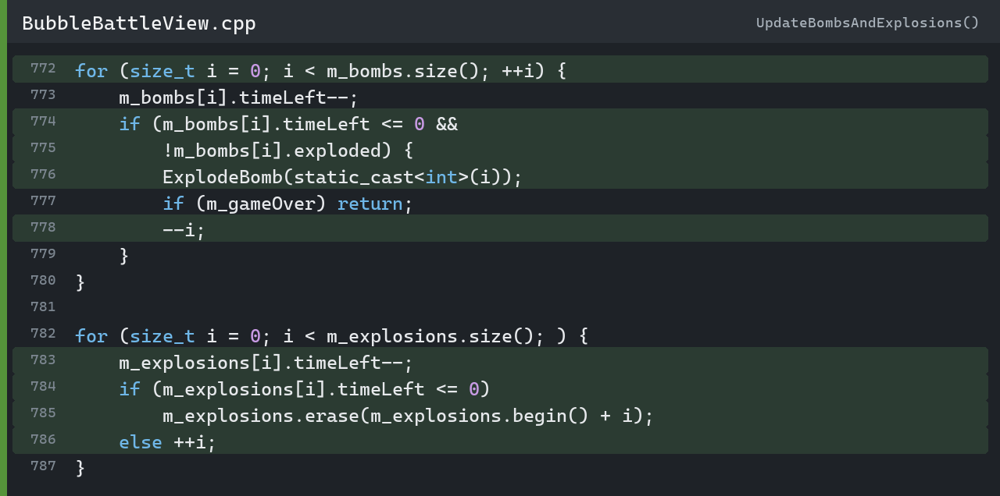 BubbleBattleView.cpp
UpdateBombsAndExplosions()
772 for (size_t i = 0; i < m_bombs.size(); ++i) {
773     m_bombs[i].timeLeft--;
774     if (m_bombs[i].timeLeft <= 0 &&
775         !m_bombs[i].exploded) {
776         ExplodeBomb(static_cast<int>(i));
777         if (m_gameOver) return;
778         --i;
779     }
780 }
781
782 for (size_t i = 0; i < m_explosions.size(); ) {
783     m_explosions[i].timeLeft--;
784     if (m_explosions[i].timeLeft <= 0)
785         m_explosions.erase(m_explosions.begin() + i);
786     else ++i;
787 }